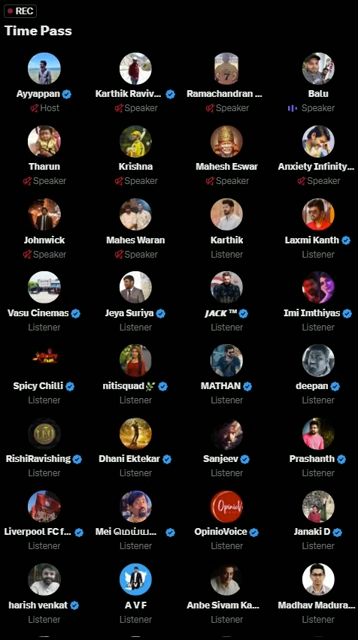 REC
Time Pass
Ayyappan Karthik Raviv... Ramachandran ... Balu
Host Speaker Speaker Speaker
Tharun Krishna Mahesh Eswar Anxiety Infinity...
Speaker Speaker Speaker Speaker
Johnwick Mahes Waran Karthik Laxmi Kanth
Speaker Speaker Listener Listener
Vasu Cinemas Jeya Suriya JACK ™ Imi Imthiyas
Listener Listener Listener Listener
Spicy Chilli nitisquad🌿 MATHAN deepan
Listener Listener Listener Listener
RishiRavishing Dhani Ektekar Sanjeev Prashanth
Listener Listener Listener Listener
Liverpool FC f... Mei மெய்ய... OpinioVoice Janaki D
Listener Listener Listener Listener
harish venkat A V F Anbe Sivam Ka... Madhav Madura...
Listener Listener Listener Listener